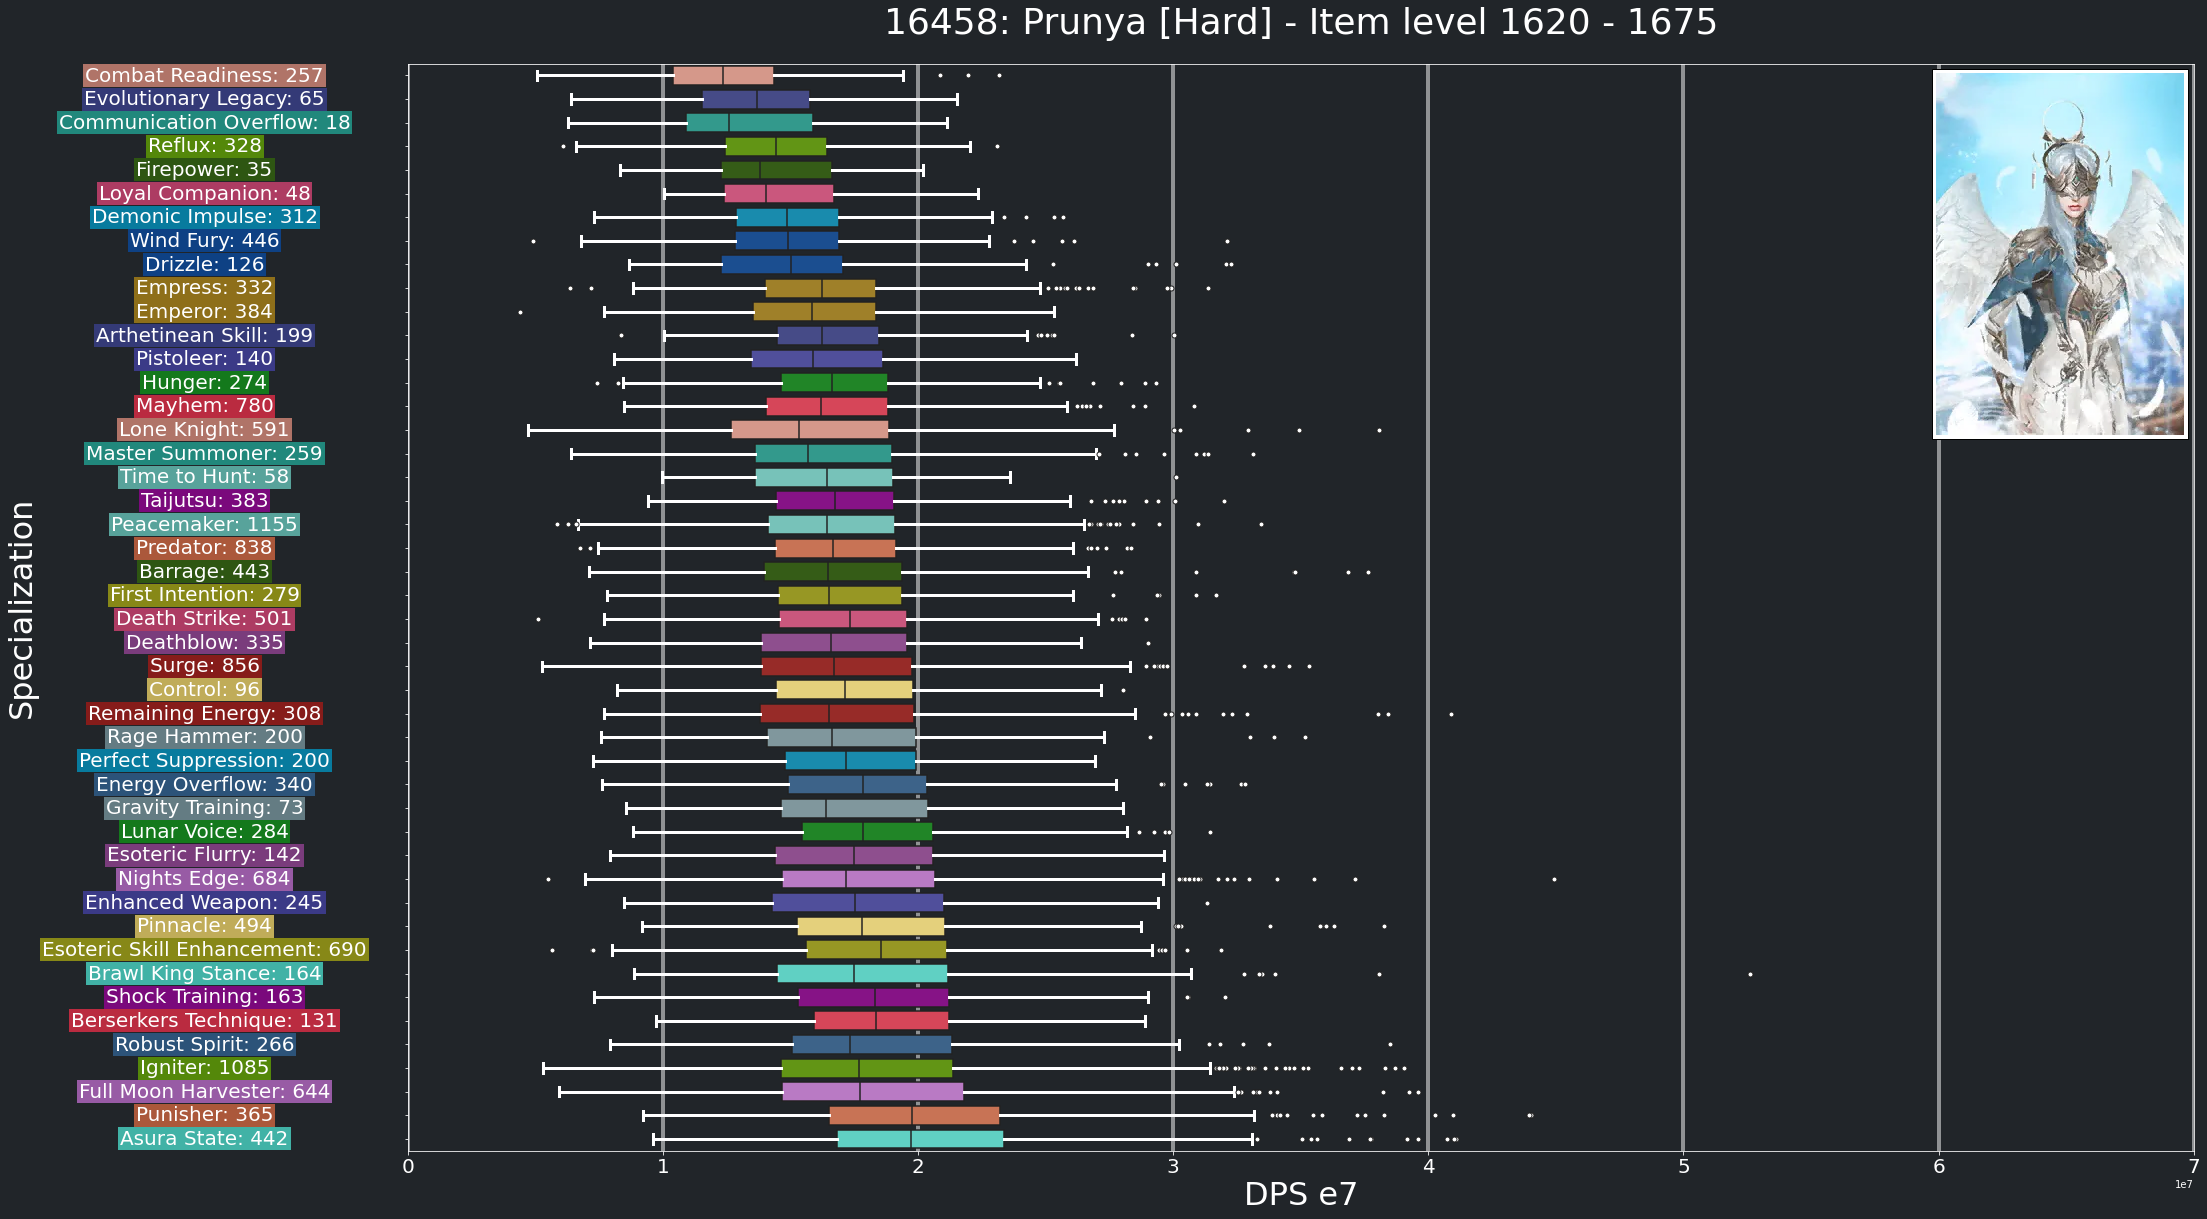 16458: Prunya [Hard] - Item level 1620 - 1675
Combat Readiness: 257
Evolutionary Legacy: 65
Communication Overflow: 18
Reflux: 328
Firepower: 35
Loyal Companion: 48
Demonic Impulse: 312
Wind Fury: 446
Drizzle: 126
Empress: 332
Emperor: 384
Arthetinean Skill: 199
Pistoleer: 140
Hunger: 274
Mayhem: 780
Lone Knight: 591
Master Summoner: 259
Time to Hunt: 58
Taijutsu: 383
Peacemaker: 1155
Predator: 838
Barrage: 443
First Intention: 279
Death Strike: 501
Deathblow: 335
Surge: 856
Control: 96
Remaining Energy: 308
Rage Hammer: 200
Perfect Suppression: 200
Energy Overflow: 340
Gravity Training: 73
Lunar Voice: 284
Esoteric Flurry: 142
Nights Edge: 684
Enhanced Weapon: 245
Pinnacle: 494
Esoteric Skill Enhancement: 690
Brawl King Stance: 164
Shock Training: 163
Berserkers Technique: 131
Robust Spirit: 266
Igniter: 1085
Full Moon Harvester: 644
Punisher: 365
Asura State: 442
Specialization
0 1 2 3 4 5 6 7
1e7
DPS e7